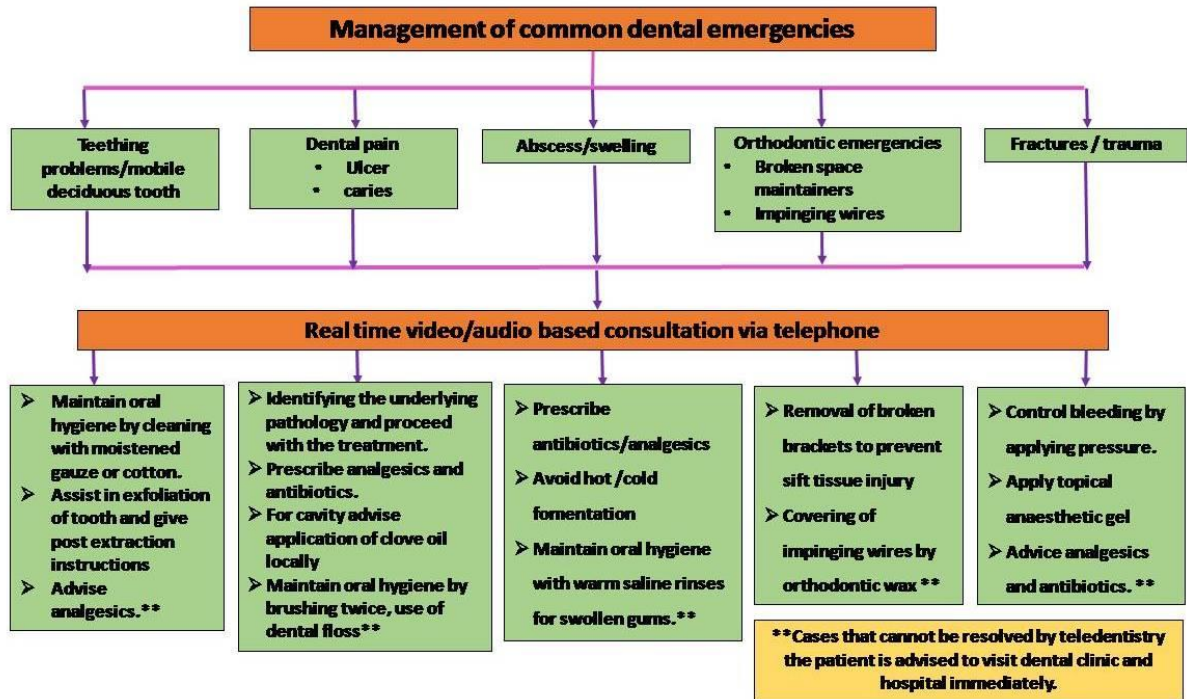 Management of common dental emergencies
Teething
problems/mobile
deciduous tooth
Dental pain
• Ulcer
• caries
Abscess/swelling
Orthodontic emergencies
• Broken space
maintainers
• Impinging wires
Fractures / trauma
Real time video/audio based consultation via telephone
➢ Maintain oral
hygiene by cleaning
with moistened
gauze or cotton.
➢ Assist in exfoliation
of tooth and give
post extraction
instructions
➢ Advise
analgesics.**
➢ Identifying the underlying
pathology and proceed
with the treatment.
➢ Prescribe analgesics and
antibiotics.
➢ For cavity advise
application of clove oil
locally
➢ Maintain oral hygiene by
brushing twice, use of
dental floss**
➢ Prescribe
antibiotics/analgesics
➢ Avoid hot /cold
fomentation
➢ Maintain oral hygiene
with warm saline rinses
for swollen gums.**
➢ Removal of broken
brackets to prevent
sift tissue injury
➢ Covering of
impinging wires by
orthodontic wax **
➢ Control bleeding by
applying pressure.
➢ Apply topical
anaesthetic gel
➢ Advice analgesics
and antibiotics. **
**Cases that cannot be resolved by teledentistry
the patient is advised to visit dental clinic and
hospital immediately.